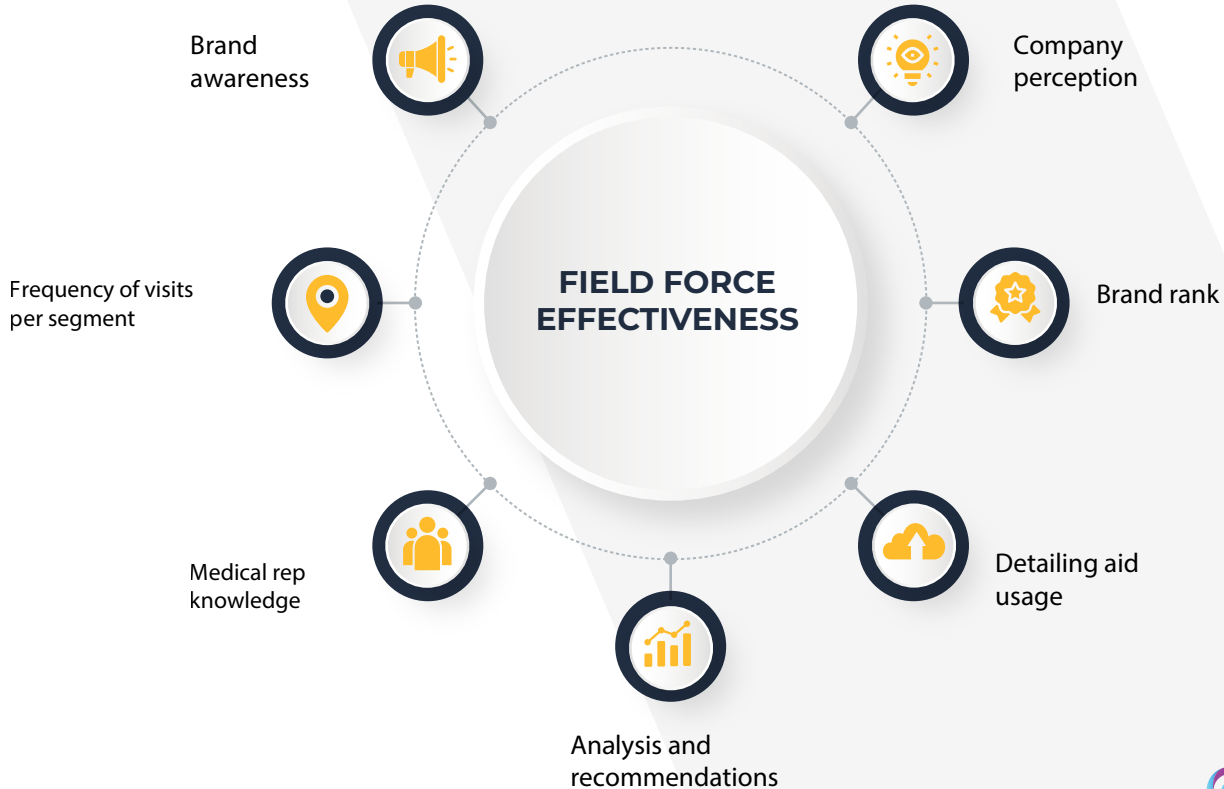 Brand
awareness
Company
perception
Frequency of visits
per segment
FIELD FORCE
EFFECTIVENESS
Brand rank
Medical rep
knowledge
Detailing aid
usage
Analysis and
recommendations